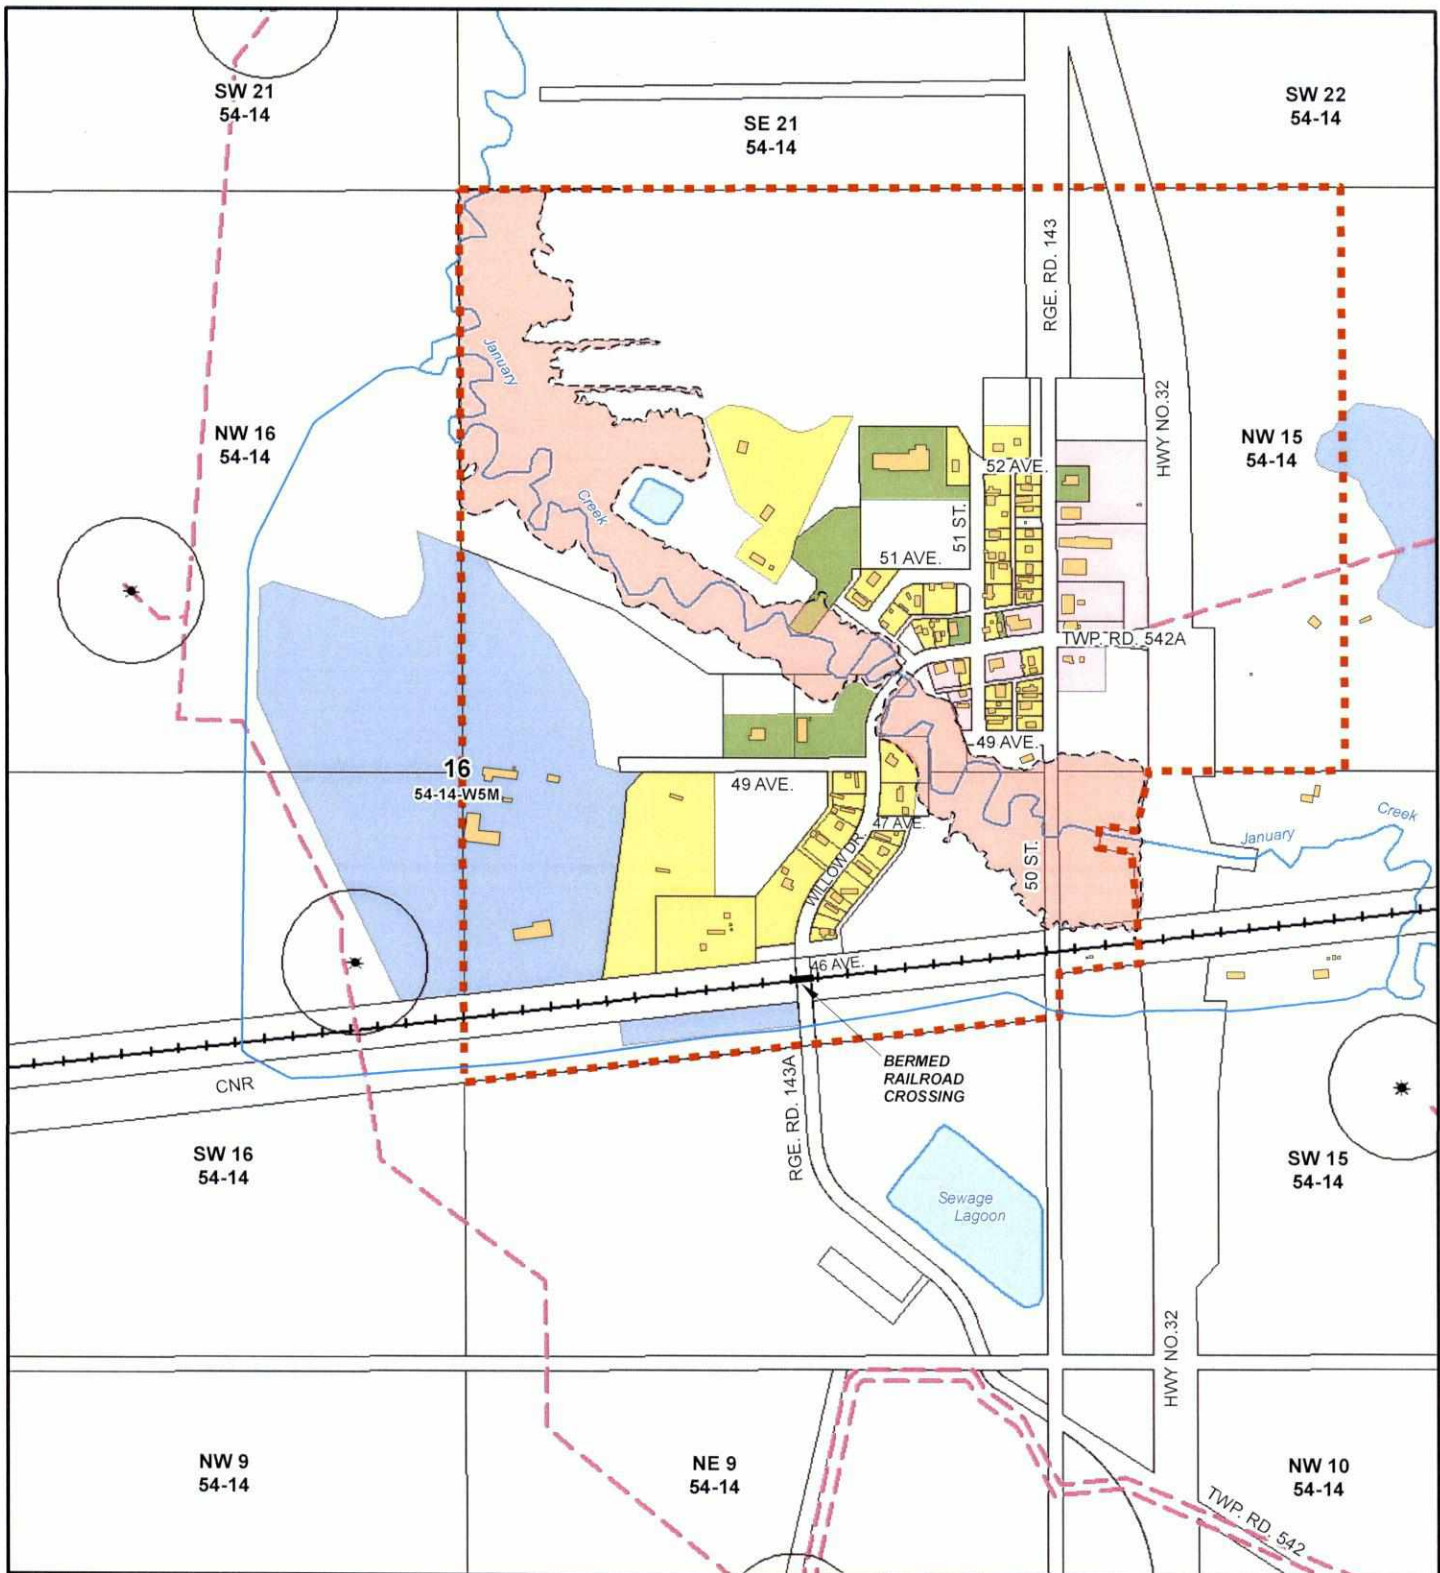 SW 21
54-14
SE 21
54-14
SW 22
54-14
RGE. RD. 143
HWY NO.32
January
NW 16
54-14
NW 15
54-14
Creek
52 AVE.
51 ST.
51 AVE.
TWP. RD. 542A
49 AVE.
16
54-14-W5M
49 AVE.
47 AVE.
WILLOW DR.
50 ST.
January
Creek
46 AVE.
CNR
BERMED
RAILROAD
CROSSING
RGE. RD. 143A
SW 16
54-14
SW 15
54-14
Sewage
Lagoon
HWY NO.32
NW 9
54-14
NE 9
54-14
NW 10
54-14
TWP. RD. 542